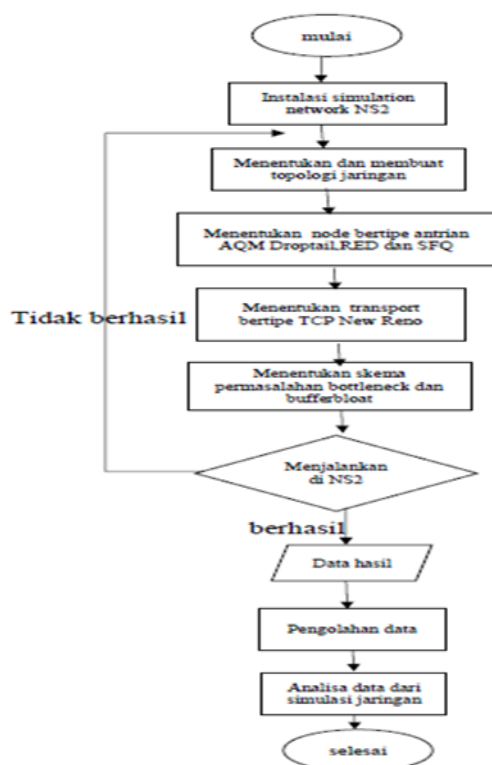 mulai
Instalasi simulation
network NS2
Menentukan dan membuat
topologi jaringan
Menentukan node bertipe antrian
AQM Droptail,RED dan SFQ
Tidak berhasil
Menentukan transport
bertipe TCP New Reno
Menentukan skema
permasalahan bottleneck dan
bufferbloat
Menjalankan
di NS2
berhasil
Data hasil
Pengolahan data
Analisa data dari
simulasi jaringan
selesai